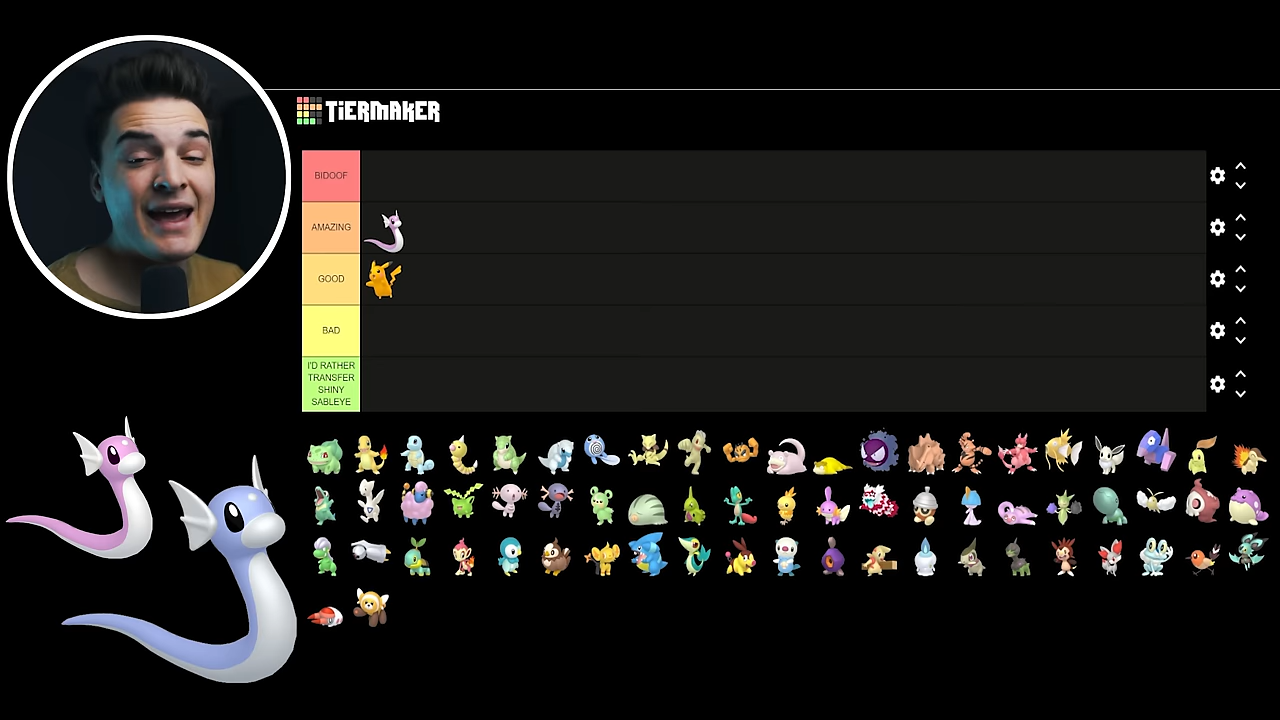 TiERMAKER
BIDOOF
AMAZING
GOOD
BAD
I'D RATHER
TRANSFER
SHINY
SABLEYE